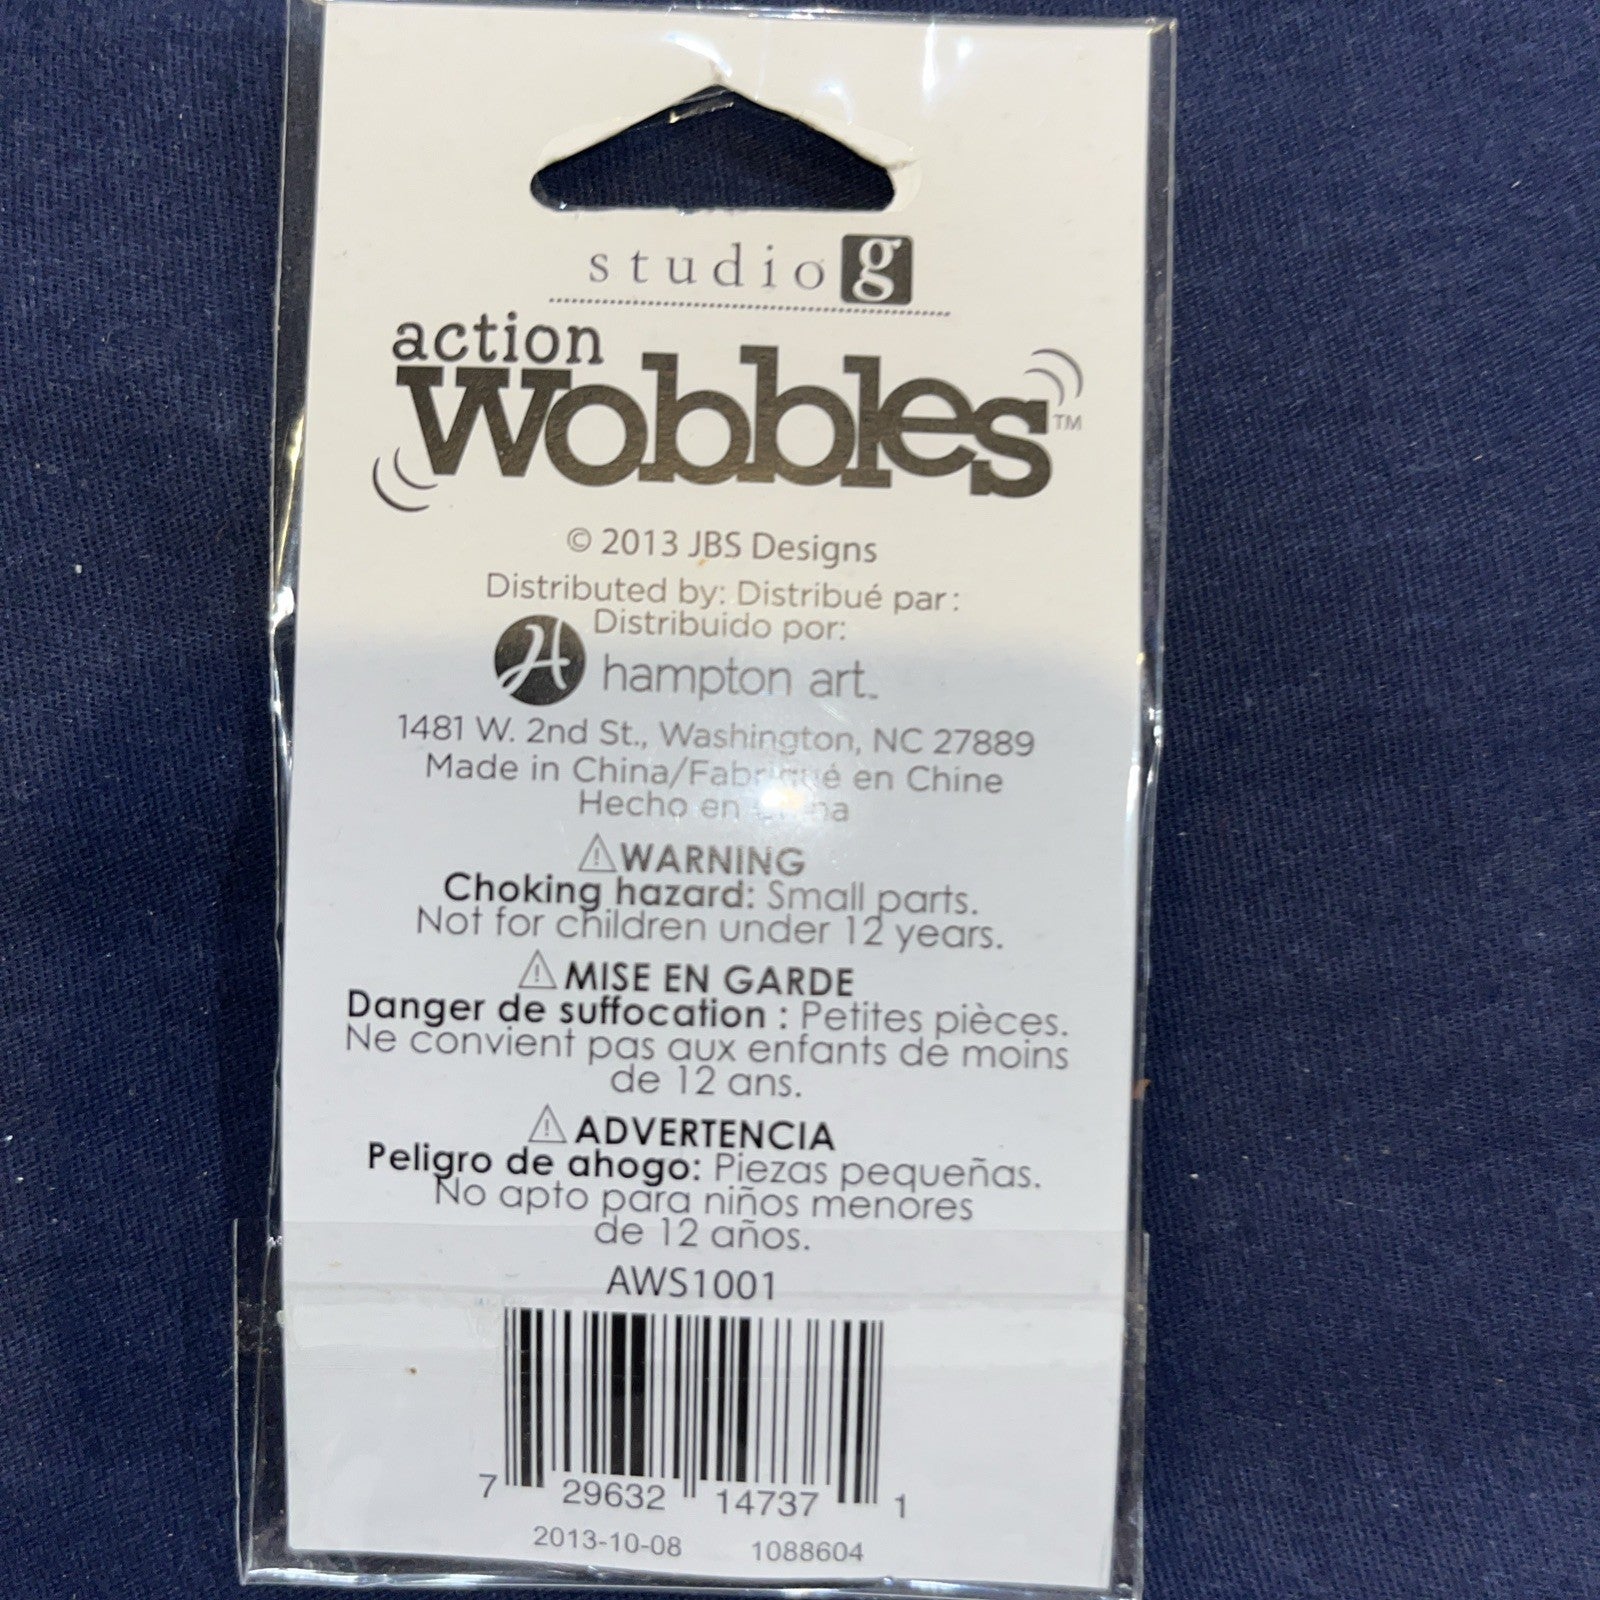 studio g
action
wobbles™
© 2013 JBS Designs
Distributed by: Distribué par:
Distribuido por:
H hampton art™
1481 W. 2nd St., Washington, NC 27889
Made in China/Fabriqué en Chine
Hecho en China
⚠WARNING
Choking hazard: Small parts.
Not for children under 12 years.
⚠MISE EN GARDE
Danger de suffocation : Petites pièces.
Ne convient pas aux enfants de moins
de 12 ans.
⚠ADVERTENCIA
Peligro de ahogo: Piezas pequeñas.
No apto para niños menores
de 12 años.
AWS1001
7 29632 14737 1
2013-10-08 1088604